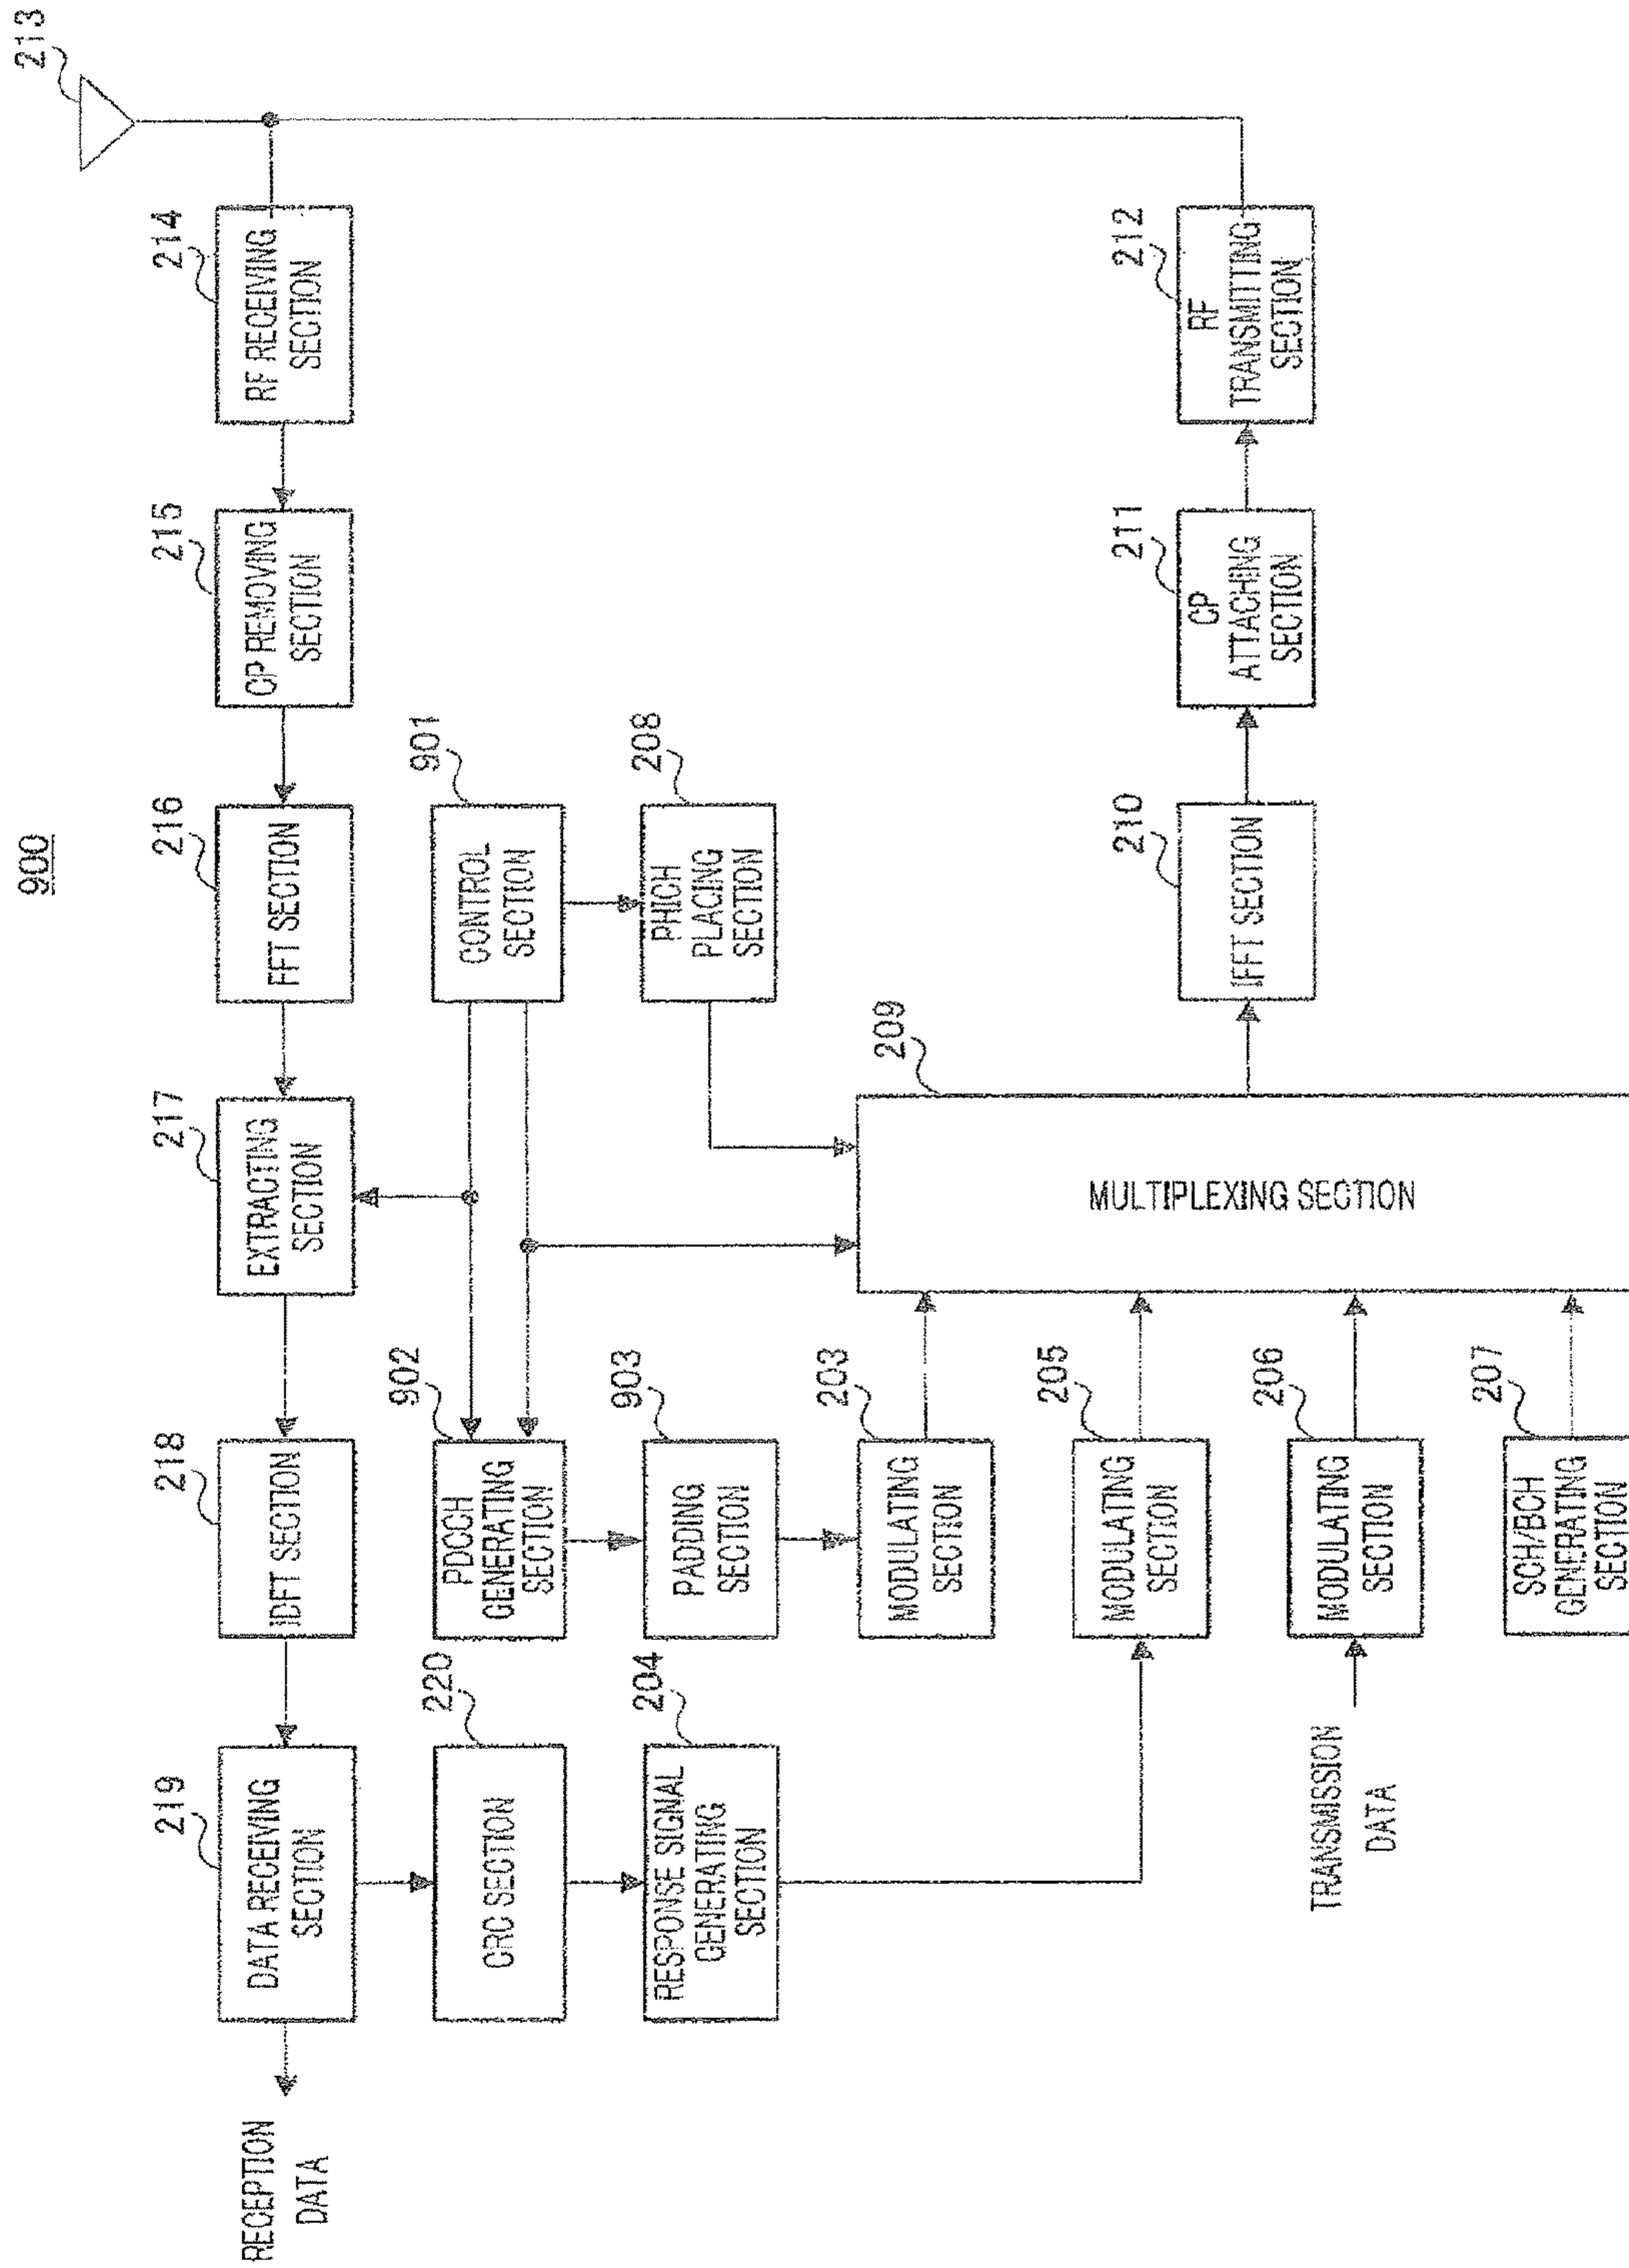 900
213
214
RF RECEIVING
SECTION
215
CP REMOVING
SECTION
216
FFT SECTION
217
EXTRACTING
SECTION
218
IDFT SECTION
219
DATA RECEIVING
SECTION
RECEPTION
DATA
901
CONTROL
SECTION
902
PDCCH
GENERATING
SECTION
220
CRC SECTION
208
PHICH
PLACING
SECTION
903
PADDING
SECTION
204
RESPONSE SIGNAL
GENERATING
SECTION
209
MULTIPLEXING SECTION
203
MODULATING
SECTION
205
MODULATING
SECTION
206
MODULATING
SECTION
TRANSMISSION
DATA
207
SCH/BCH
GENERATING
SECTION
210
IFFT SECTION
211
CP
ATTACHING
SECTION
212
RF
TRANSMITTING
SECTION